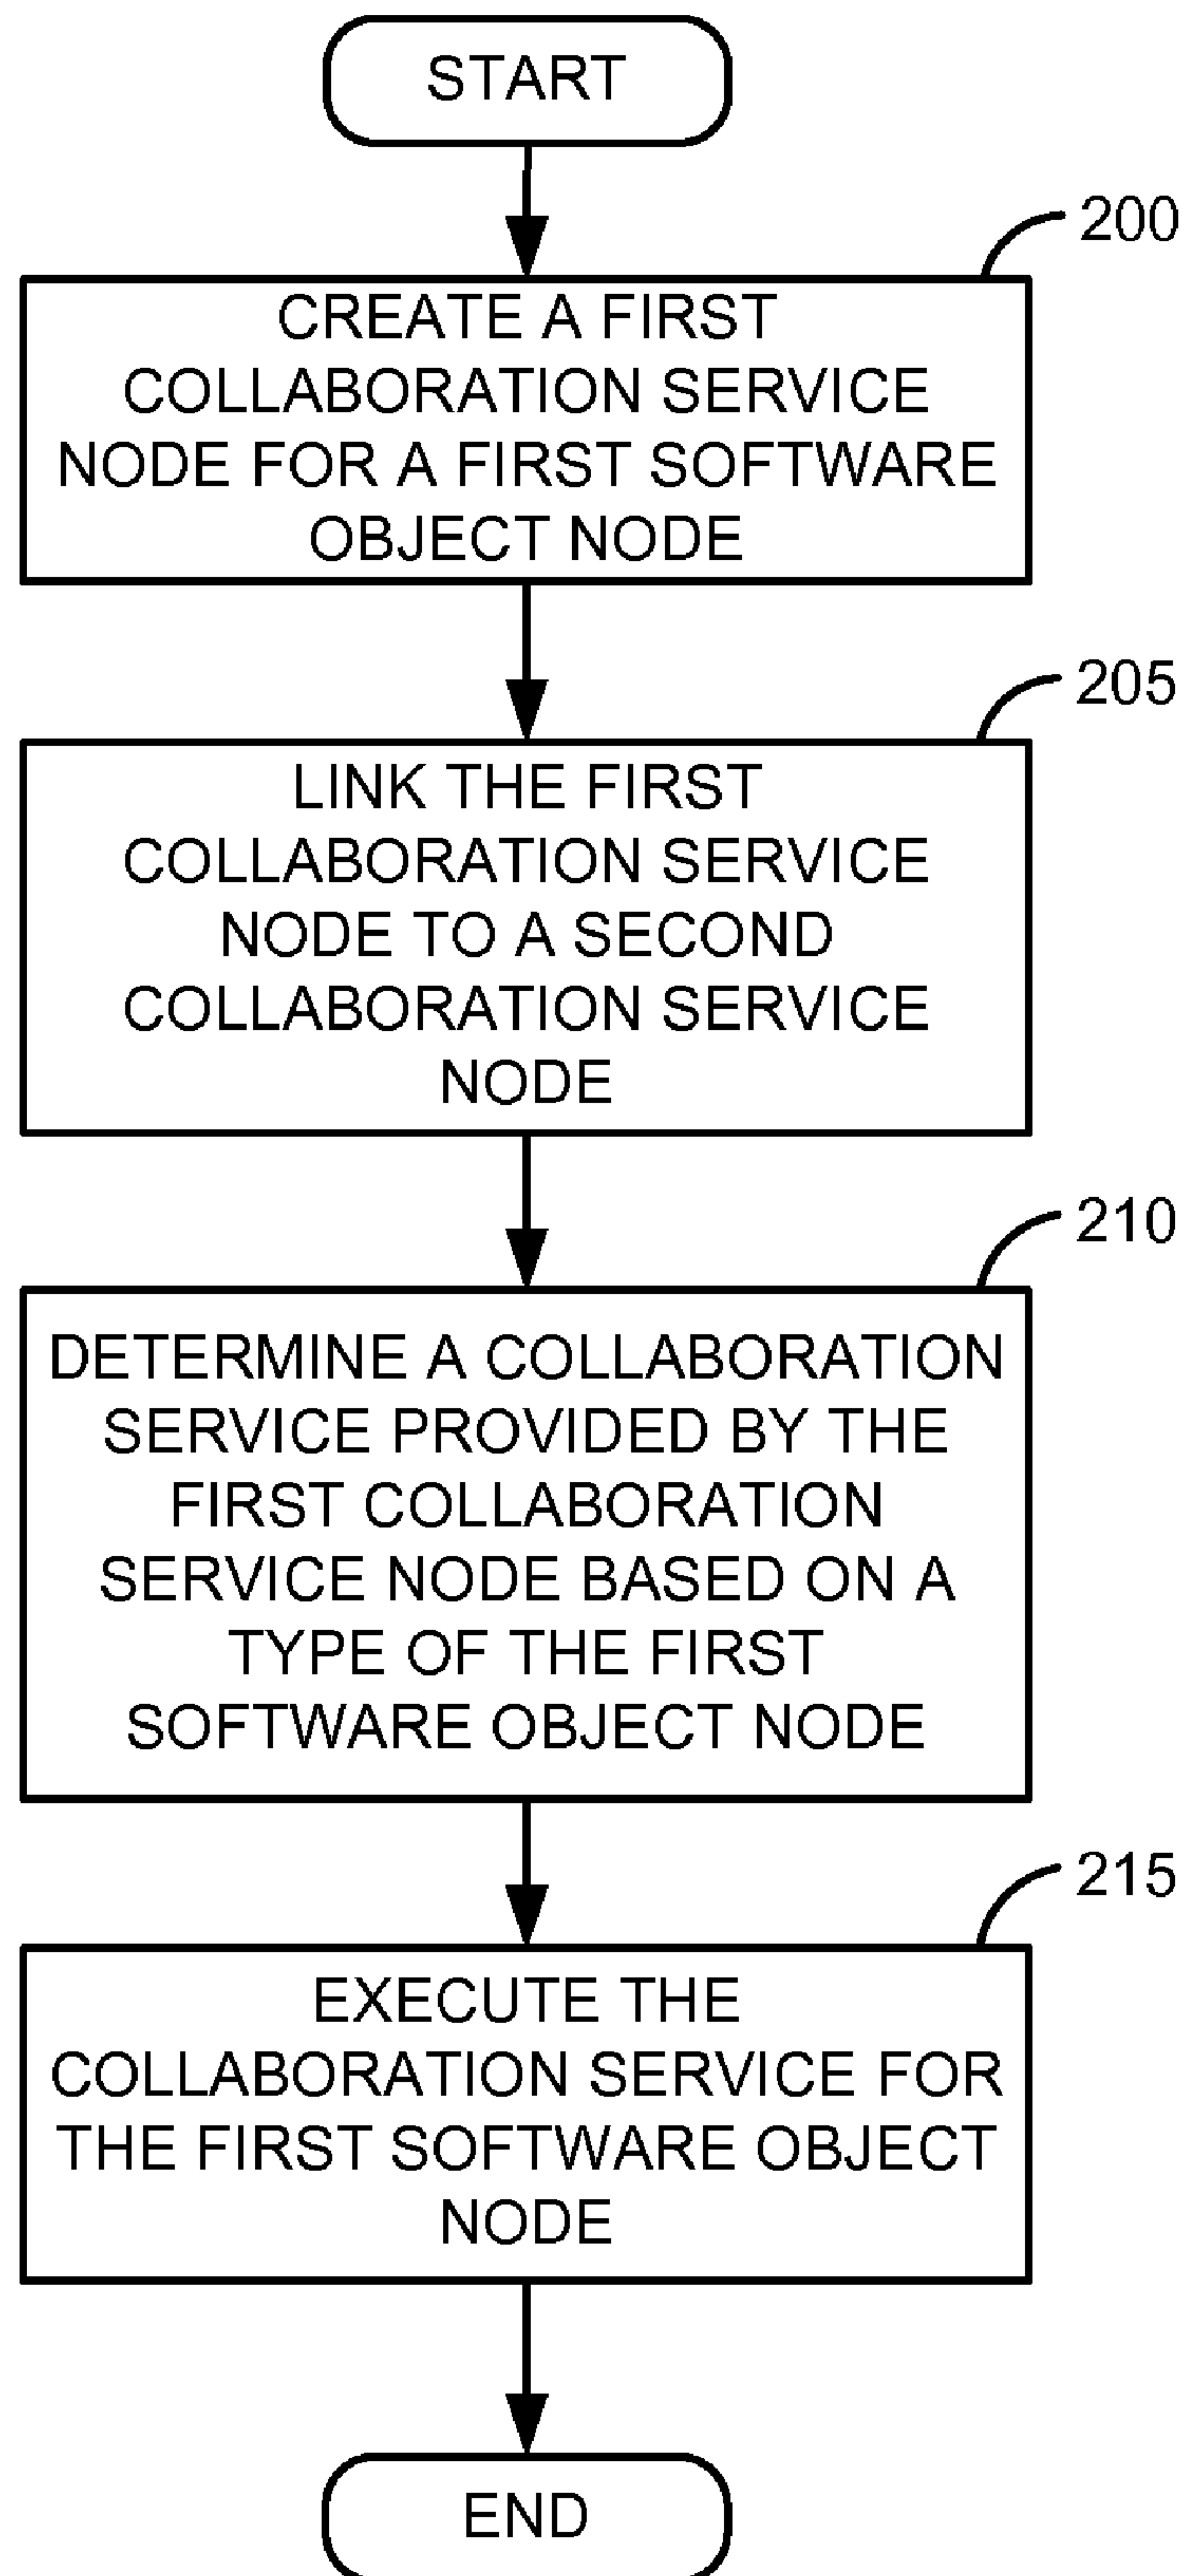 START
200
CREATE A FIRST
COLLABORATION SERVICE
NODE FOR A FIRST SOFTWARE
OBJECT NODE
205
LINK THE FIRST
COLLABORATION SERVICE
NODE TO A SECOND
COLLABORATION SERVICE
NODE
210
DETERMINE A COLLABORATION
SERVICE PROVIDED BY THE
FIRST COLLABORATION
SERVICE NODE BASED ON A
TYPE OF THE FIRST
SOFTWARE OBJECT NODE
215
EXECUTE THE
COLLABORATION SERVICE FOR
THE FIRST SOFTWARE OBJECT
NODE
END